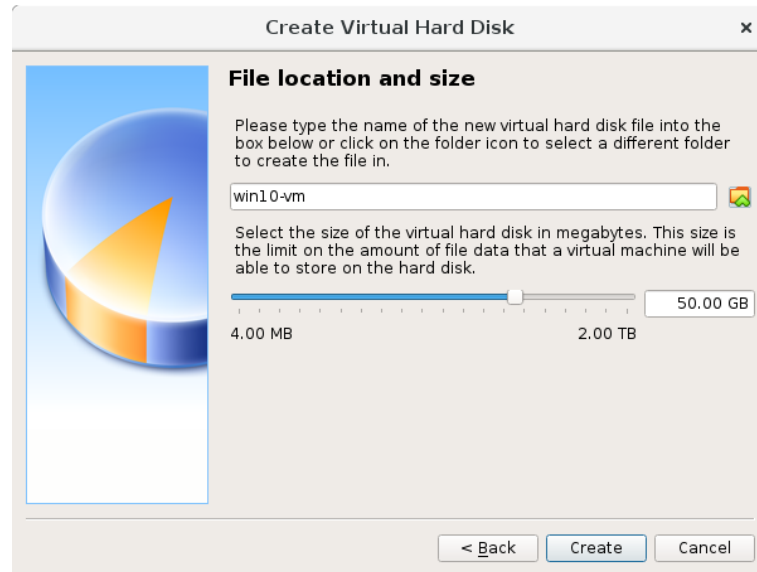 Create Virtual Hard Disk
File location and size
Please type the name of the new virtual hard disk file into the
box below or click on the folder icon to select a different folder
to create the file in.
win10-vm
Select the size of the virtual hard disk in megabytes. This size is
the limit on the amount of file data that a virtual machine will be
able to store on the hard disk.
50.00 GB
4.00 MB 2.00 TB
< Back Create Cancel